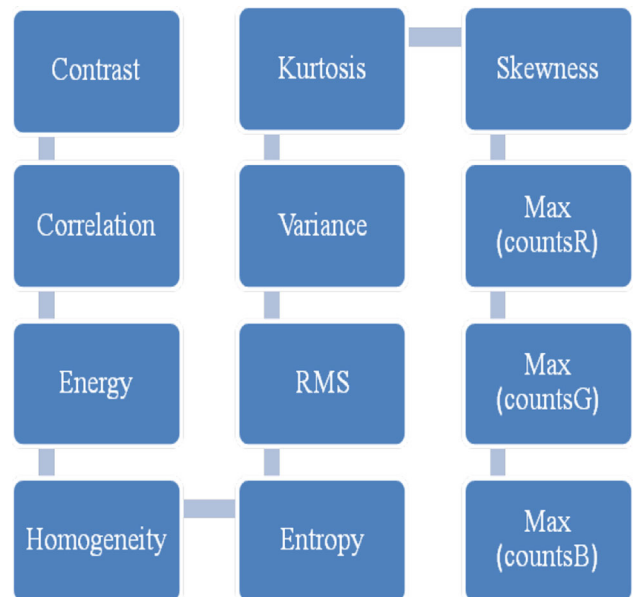 Contrast
Correlation
Energy
Homogeneity
Entropy
RMS
Variance
Kurtosis
Skewness
Max
(countsR)
Max
(countsG)
Max
(countsB)